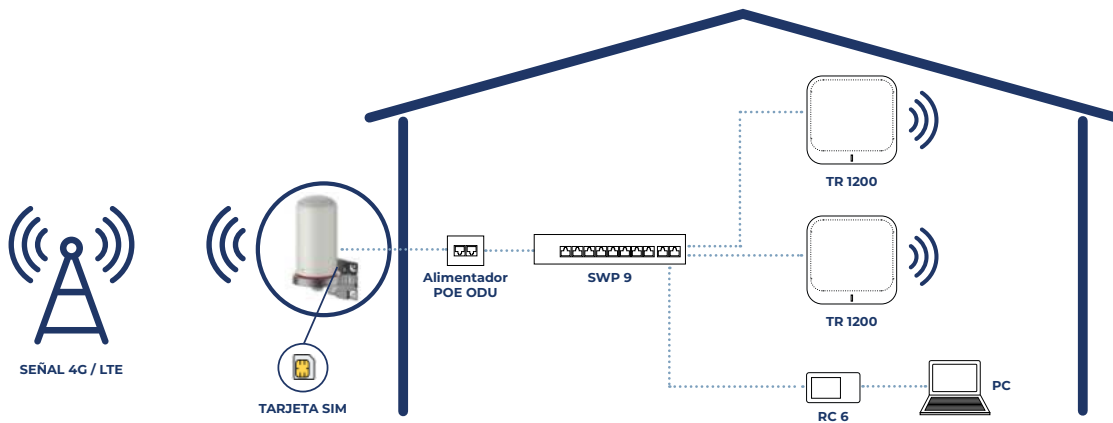 TR 1200
Alimentador
POE ODU
SWP 9
TR 1200
SEÑAL 4G / LTE
TARJETA SIM
RC 6
PC